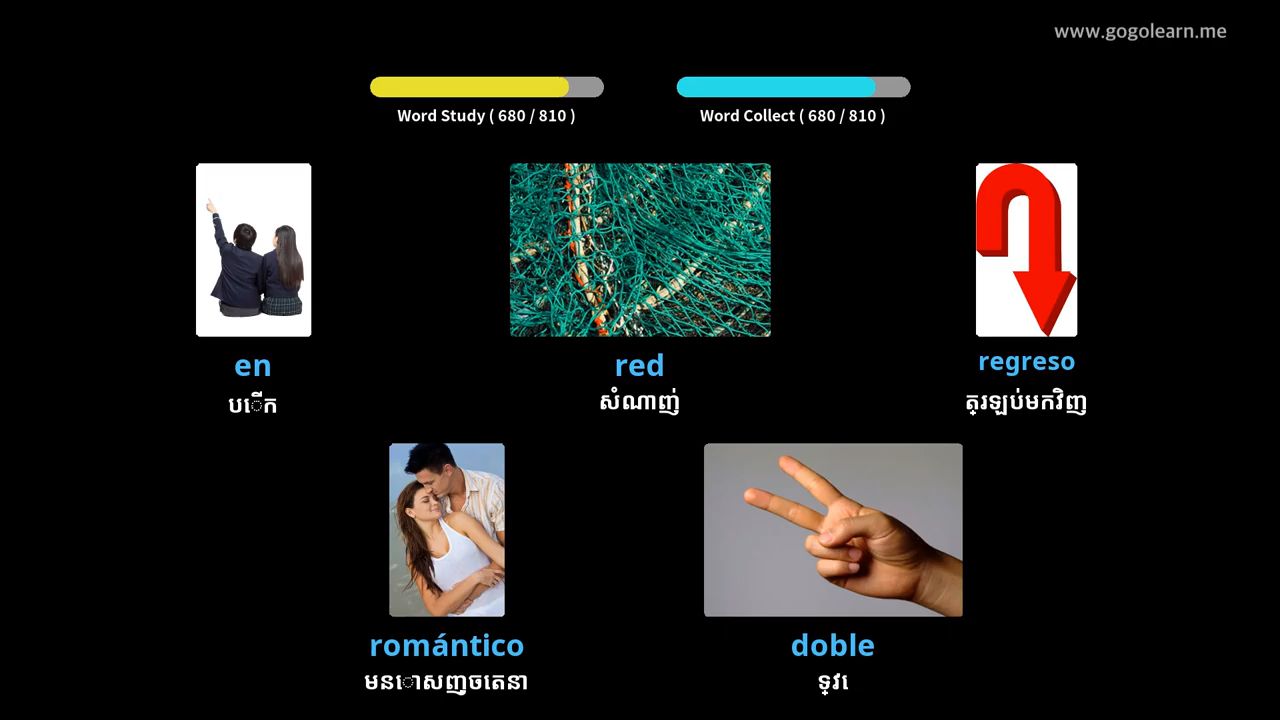 www.gogolearn.me
Word Study ( 680 / 810 )
Word Collect ( 680 / 810 )
en
បើក
red
សំណាញ់
regreso
ត្រឡប់មកវិញ
romántico
មនោសញ្ចេតនា
doble
ទ្វេ